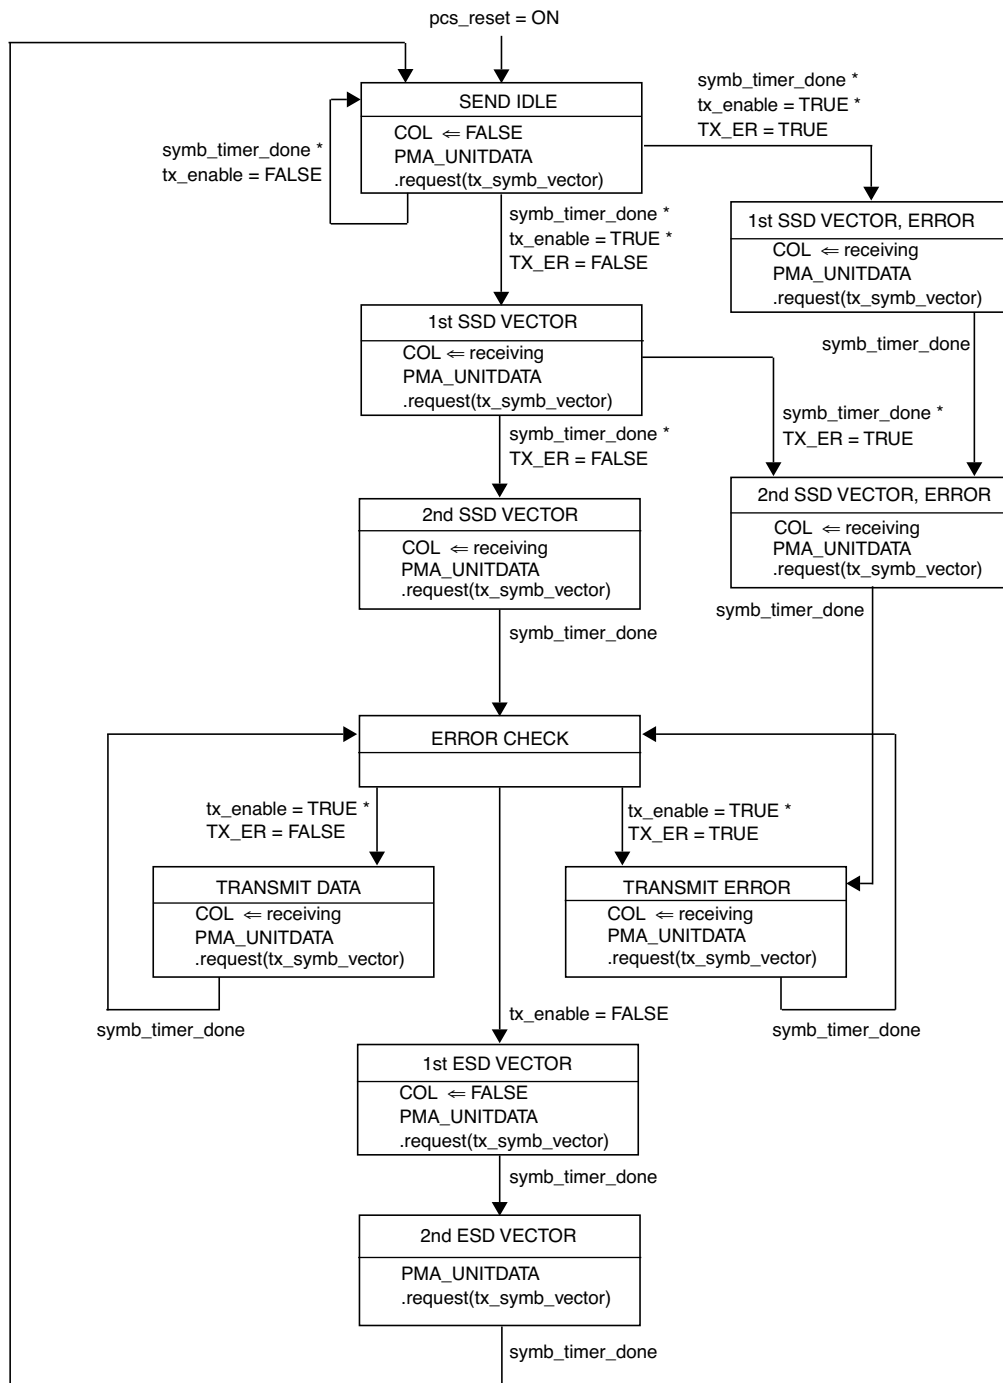 pcs_reset = ON
SEND IDLE
COL ⇐ FALSE
PMA_UNITDATA
.request(tx_symb_vector)
symb_timer_done *
tx_enable = FALSE
symb_timer_done *
tx_enable = TRUE *
TX_ER = TRUE
symb_timer_done *
tx_enable = TRUE *
TX_ER = FALSE
1st SSD VECTOR, ERROR
COL ⇐ receiving
PMA_UNITDATA
.request(tx_symb_vector)
symb_timer_done
1st SSD VECTOR
COL ⇐ receiving
PMA_UNITDATA
.request(tx_symb_vector)
symb_timer_done *
TX_ER = TRUE
symb_timer_done *
TX_ER = FALSE
2nd SSD VECTOR, ERROR
COL ⇐ receiving
PMA_UNITDATA
.request(tx_symb_vector)
symb_timer_done
2nd SSD VECTOR
COL ⇐ receiving
PMA_UNITDATA
.request(tx_symb_vector)
symb_timer_done
ERROR CHECK
tx_enable = TRUE *
TX_ER = FALSE
tx_enable = TRUE *
TX_ER = TRUE
TRANSMIT DATA
COL ⇐ receiving
PMA_UNITDATA
.request(tx_symb_vector)
symb_timer_done
TRANSMIT ERROR
COL ⇐ receiving
PMA_UNITDATA
.request(tx_symb_vector)
symb_timer_done
tx_enable = FALSE
1st ESD VECTOR
COL ⇐ FALSE
PMA_UNITDATA
.request(tx_symb_vector)
symb_timer_done
2nd ESD VECTOR
PMA_UNITDATA
.request(tx_symb_vector)
symb_timer_done